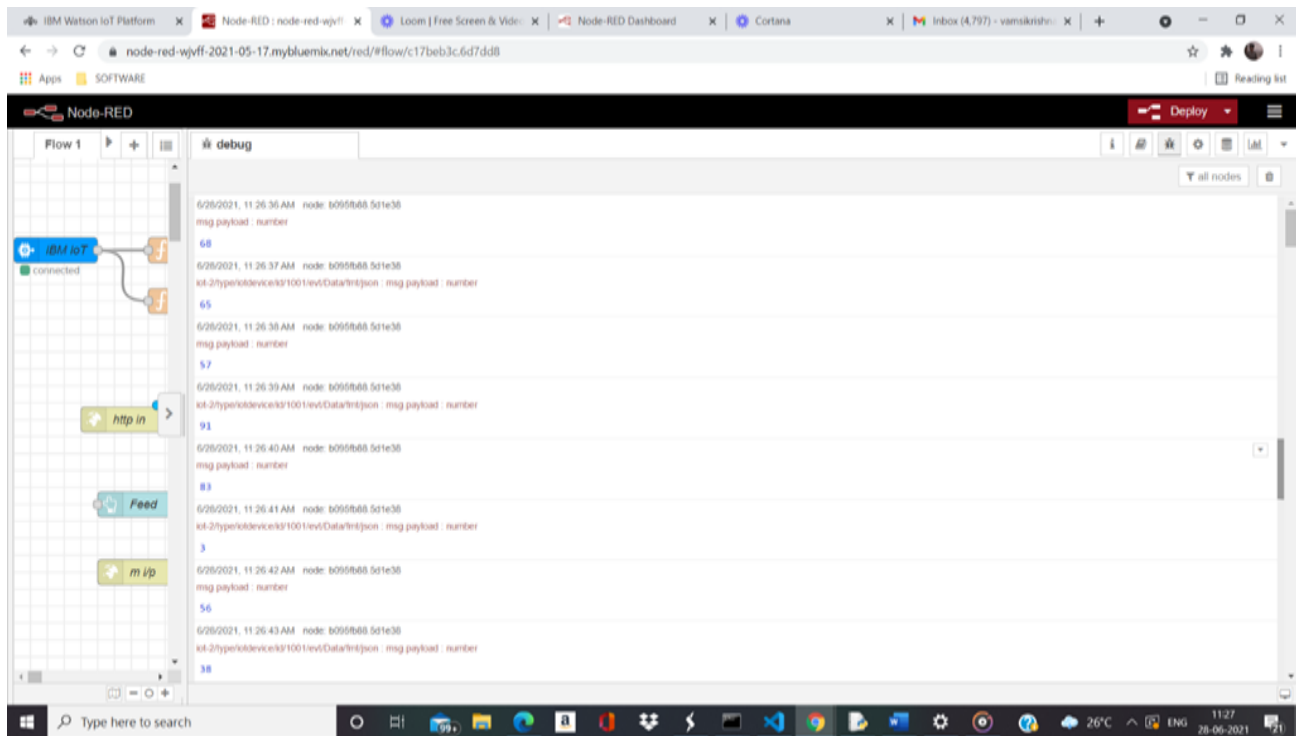 IBM Watson IoT Platform
Node-RED : node-red-wjvff
Loom | Free Screen & Video
Node-RED Dashboard
Cortana
Inbox (4,797) - vamsikrishn
node-red-wjvff-2021-05-17.mybluemix.net/red/#flow/c17beb3c.6d7dd8
Apps
SOFTWARE
Reading list
Node-RED
Deploy
Flow 1
debug
all nodes
6/28/2021, 11:26:36 AM node: b095fb88.5d1e38
msg.payload : number
68
6/28/2021, 11:26:37 AM node: b095fb88.5d1e38
iot-2/type/iotdevice/id/1001/evt/Data/fmt/json : msg.payload : number
65
6/28/2021, 11:26:38 AM node: b095fb88.5d1e38
msg.payload : number
57
6/28/2021, 11:26:39 AM node: b095fb88.5d1e38
iot-2/type/iotdevice/id/1001/evt/Data/fmt/json : msg.payload : number
91
6/28/2021, 11:26:40 AM node: b095fb88.5d1e38
msg.payload : number
83
6/28/2021, 11:26:41 AM node: b095fb88.5d1e38
iot-2/type/iotdevice/id/1001/evt/Data/fmt/json : msg.payload : number
3
6/28/2021, 11:26:42 AM node: b095fb88.5d1e38
msg.payload : number
56
6/28/2021, 11:26:43 AM node: b095fb88.5d1e38
iot-2/type/iotdevice/id/1001/evt/Data/fmt/json : msg.payload : number
38
IBM IoT
connected
http in
Feed
m i/p
Type here to search
99+
26°C
ENG
11:27
28-06-2021
21